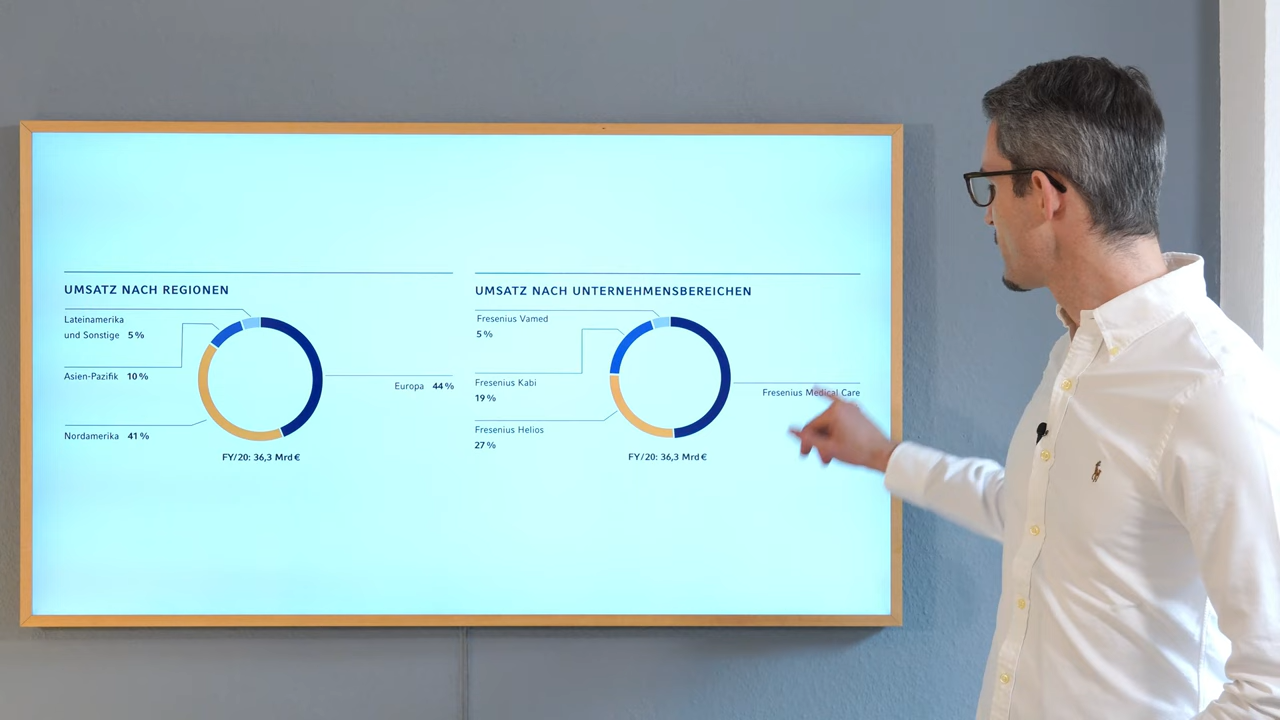 UMSATZ NACH REGIONEN
Lateinamerika
und Sonstige 5 %
Asien-Pazifik 10 %
Nordamerika 41 %
Europa 44 %
FY/20: 36,3 Mrd €
UMSATZ NACH UNTERNEHMENSBEREICHEN
Fresenius Vamed
5 %
Fresenius Kabi
19 %
Fresenius Helios
27 %
Fresenius Medical Care
FY/20: 36,3 Mrd €